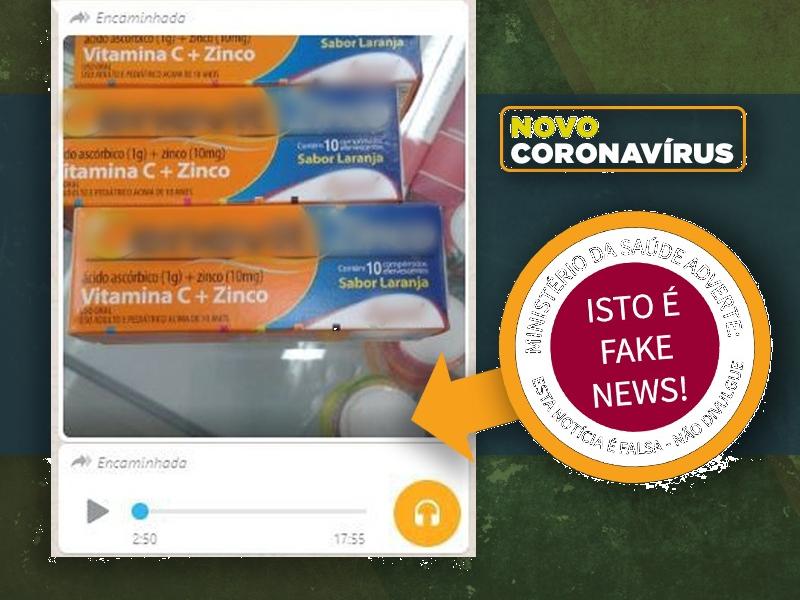 Encaminhada
ácido ascórbico (1g) + zinco (10mg)
Vitamina C + Zinco
USO ORAL
USO ADULTO E PEDIÁTRICO ACIMA DE 10 ANOS
Sabor Laranja
ácido ascórbico (1g) + zinco (10mg)
itamina C + Zinco
O E PEDIÁTRICO ACIMA DE 10 ANOS
Contém 10 comprimidos
efervescentes
Sabor Laranja
ácido ascórbico (1g) + zinco (10mg)
Vitamina C + Zinco
USO ORAL
USO ADULTO E PEDIÁTRICO ACIMA DE 10 ANOS
Contém 10 comprimidos
efervescentes
Sabor Laranja
Encaminhada
2:50
17:55
NOVO
CORONAVÍRUS
MINISTÉRIO DA SAÚDE ADVERTE:
ISTO É
FAKE
NEWS!
ESTA NOTÍCIA É FALSA - NÃO DIVULGUE